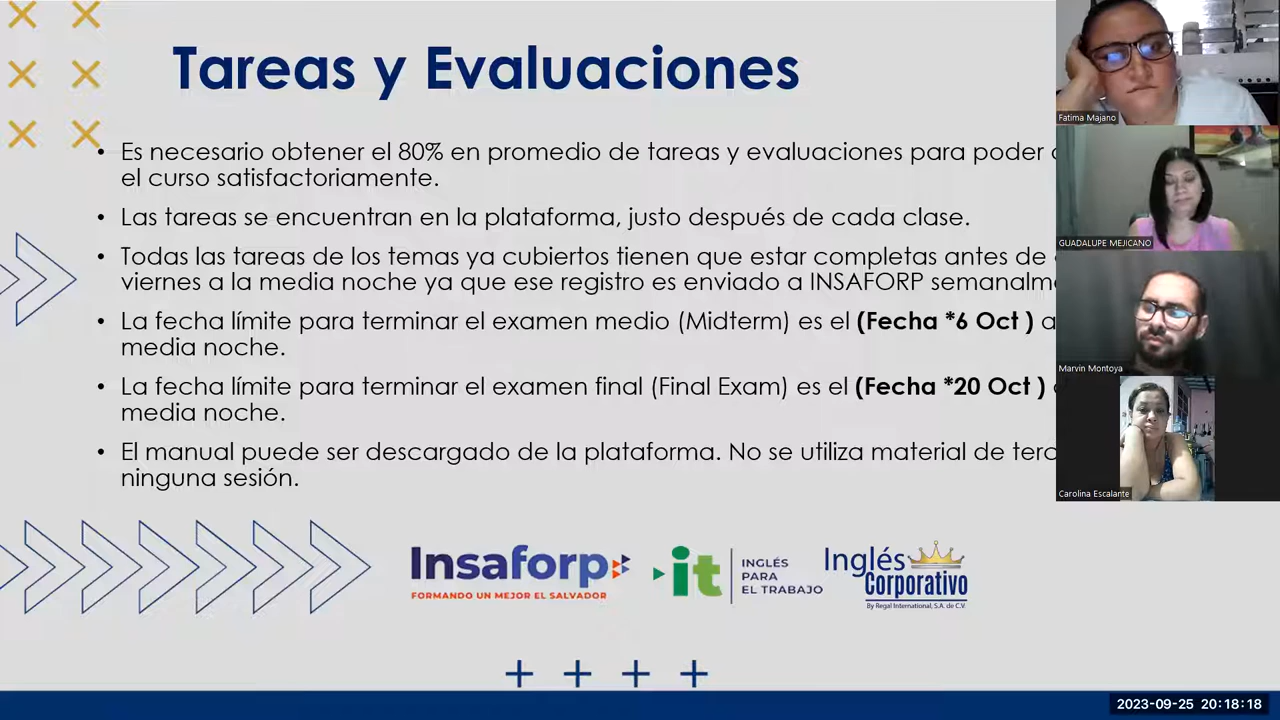 Tareas y Evaluaciones
• Es necesario obtener el 80% en promedio de tareas y evaluaciones para poder
el curso satisfactoriamente.
• Las tareas se encuentran en la plataforma, justo después de cada clase.
• Todas las tareas de los temas ya cubiertos tienen que estar completas antes de
viernes a la media noche ya que ese registro es enviado a INSAFORP
• La fecha límite para terminar el examen medio (Midterm) es el (Fecha *6 Oct ) a
media noche.
• La fecha límite para terminar el examen final (Final Exam) es el (Fecha *20 Oct )
media noche.
• El manual puede ser descargado de la plataforma. No se utiliza material de
ninguna sesión.
Fatima Majano
GUADALUPE MEJICANO
Marvin Montoya
Carolina Escalante
Insaforp
FORMANDO UN MEJOR EL SALVADOR
it
INGLÉS
PARA
EL TRABAJO
Inglés
Corporativo
By Regal International, S.A. de C.V.
2023-09-25 20:18:18